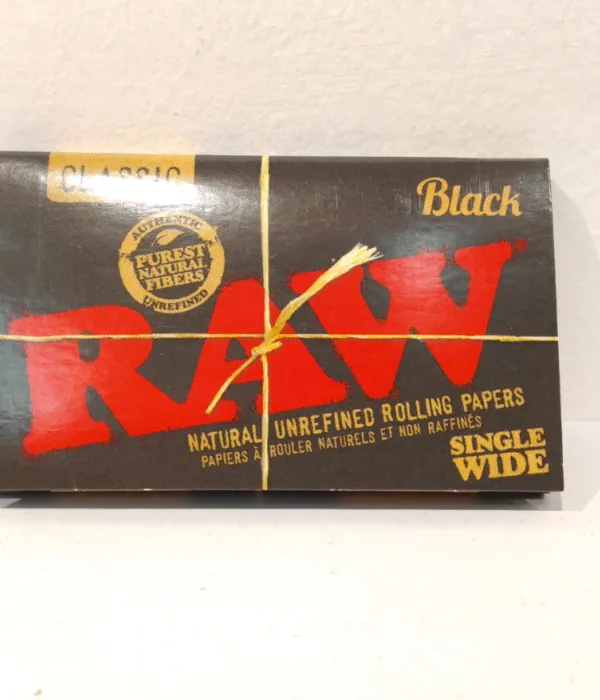 CLASSIC
Black
AUTHENTIC
PUREST
NATURAL
FIBERS
UNREFINED
RAW®
NATURAL UNREFINED ROLLING PAPERS
PAPIERS À ROULER NATURELS ET NON RAFFINÉS
SINGLE
WIDE